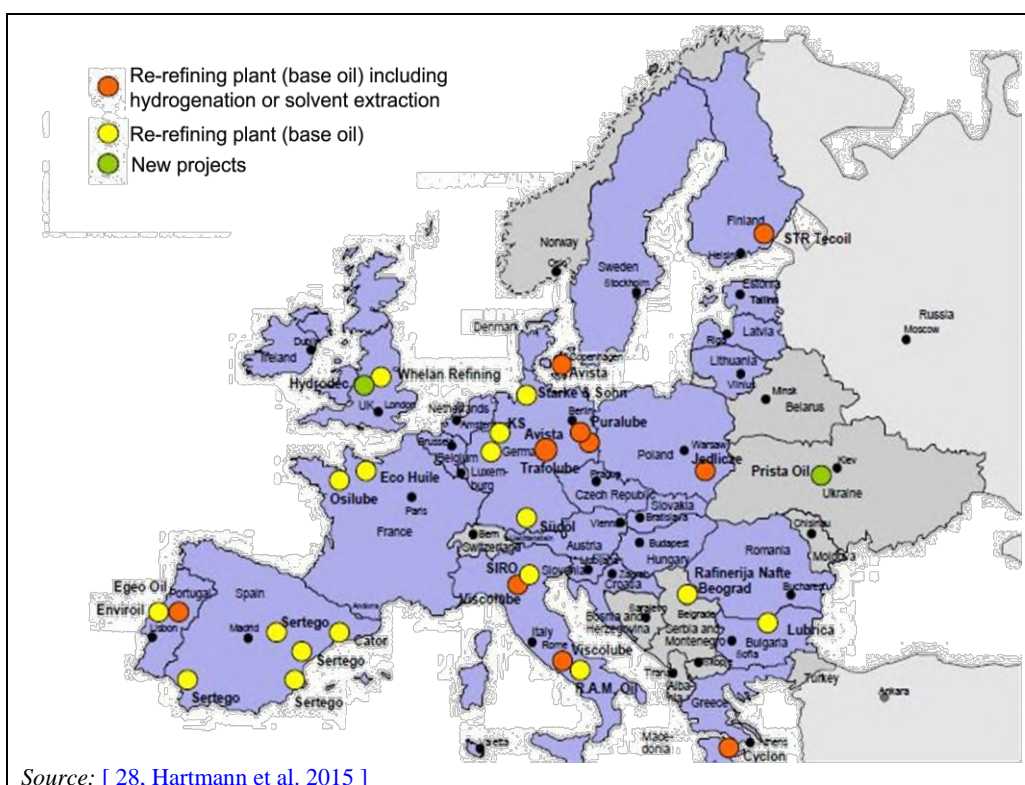 Re-refining plant (base oil) including
hydrogenation or solvent extraction
Re-refining plant (base oil)
New projects
Finland
STR Tecoil
Norway
Oslo
Sweden
Stockholm
Estonia
Tallinn
Russia
Moscow
Riga
Latvia
Denmark
Copenhagen
Avista
Dublin
Ireland
Lithuania
Vilnius
Minsk
Belarus
Hydrodec
Whelan Refining
UK
London
Netherlands
Starke & Sohn
Berlin
KS
Puralube
Avista
Trafolube
Poland
Warsaw
Jedlicze
Prista Oil
Kiev
Ukraine
Belgium
Luxem-
burg
Prague
Czech Republic
Eco Huile
Osilube
Paris
France
Slovakia
Bratislava
Vienna
Südöl
Bern
Switzerland
Austria
Budapest
Hungary
Chisinau
Moldova
Romania
Bucharest
SIRO
Slovenia
Zagreb
Croatia
Viscolube
Rafinerija Nafte
Beograd
Belgrade
Bosnia and
Herzegovina
Sarajevo
Serbia and
Montenegro
Lubrica
Bulgaria
Sofia
Egeo Oil
Portugal
Enviroil
Lisbon
Spain
Madrid
Andorra
Sertego
Cator
Sertego
Sertego
Sertego
Italy
Rome
Viscolube
R.A.M. Oil
Tirana
Alba-
nia
Greece
Turkey
Ankara
Mace-
donia
Athens
Cyclon
Source: [ 28, Hartmann et al. 2015 ]